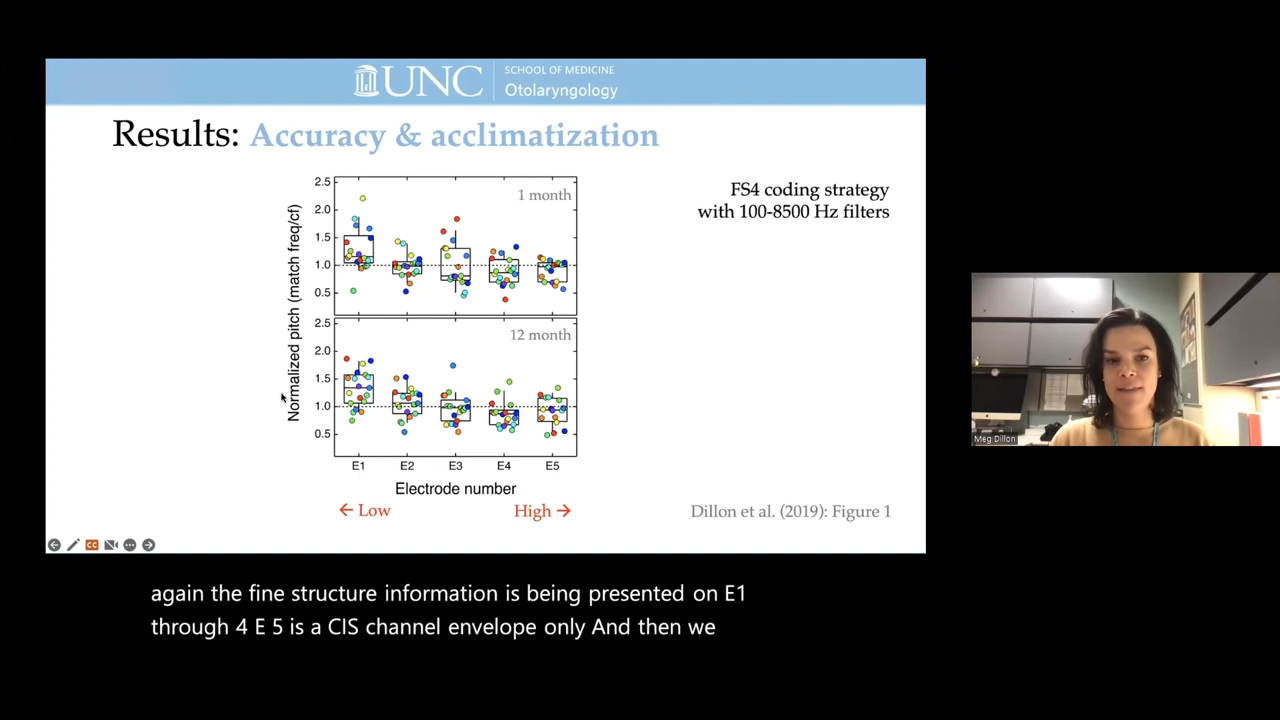 UNC
SCHOOL OF MEDICINE
Otolaryngology
Results: Accuracy & acclimatization
FS4 coding strategy
with 100-8500 Hz filters
Normalized pitch (match freq/cf)
2.5
2.0
1.5
1.0
0.5
1 month
2.5
2.0
1.5
1.0
0.5
12 month
E1 E2 E3 E4 E5
Electrode number
← Low High →
Dillon et al. (2019): Figure 1
CC
Meg Dillon
again the fine structure information is being presented on E1
through 4 E 5 is a CIS channel envelope only And then we